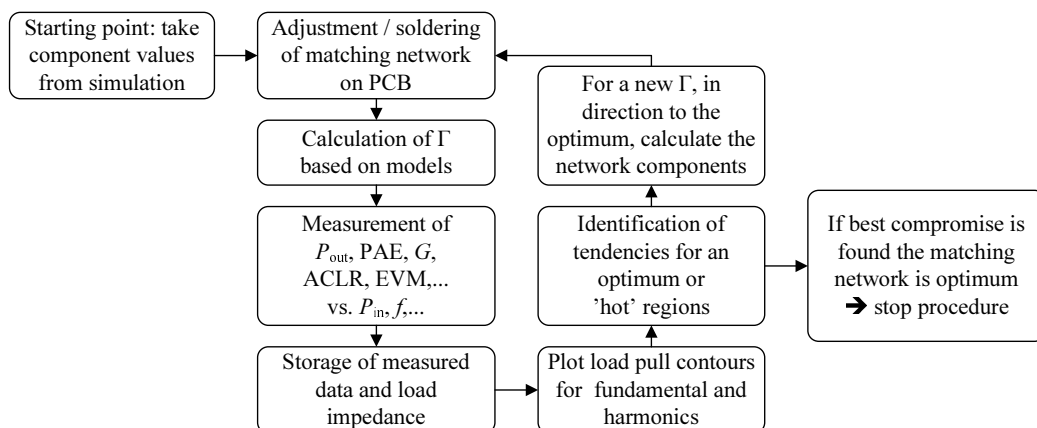 Starting point: take
component values
from simulation
Adjustment / soldering
of matching network
on PCB
Calculation of Γ
based on models
Measurement of
Pout, PAE, G,
ACLR, EVM,...
vs. Pin, f,...
Storage of measured
data and load
impedance
Plot load pull contours
for fundamental and
harmonics
Identification of
tendencies for an
optimum or
’hot’ regions
For a new Γ, in
direction to the
optimum, calculate the
network components
If best compromise is
found the matching
network is optimum
➔ stop procedure